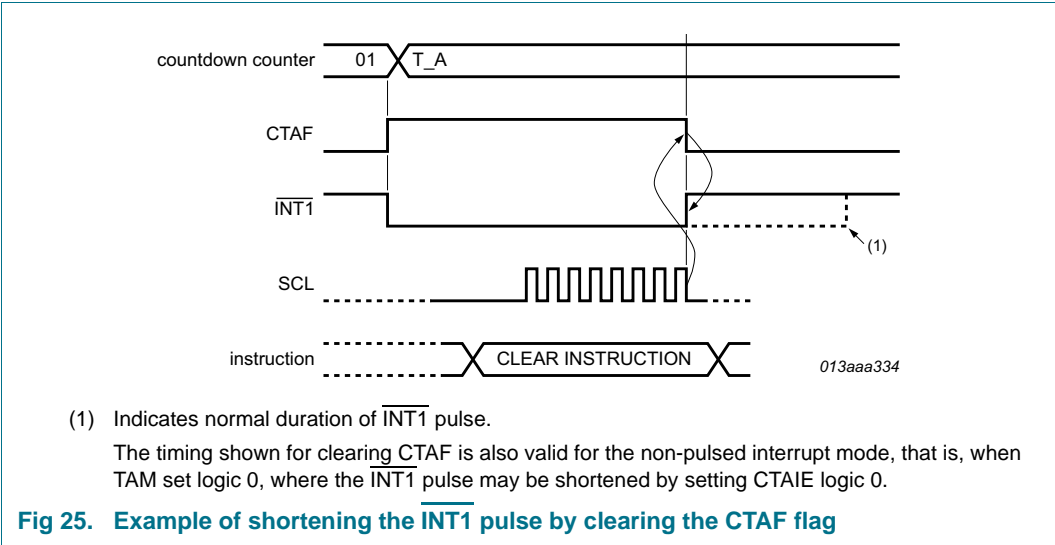 countdown counter 01 T_A
CTAF
INT1
(1)
SCL
instruction CLEAR INSTRUCTION
013aaa334
(1) Indicates normal duration of INT1 pulse.
The timing shown for clearing CTAF is also valid for the non-pulsed interrupt mode, that is, when
TAM set logic 0, where the INT1 pulse may be shortened by setting CTAIE logic 0.
Fig 25. Example of shortening the INT1 pulse by clearing the CTAF flag